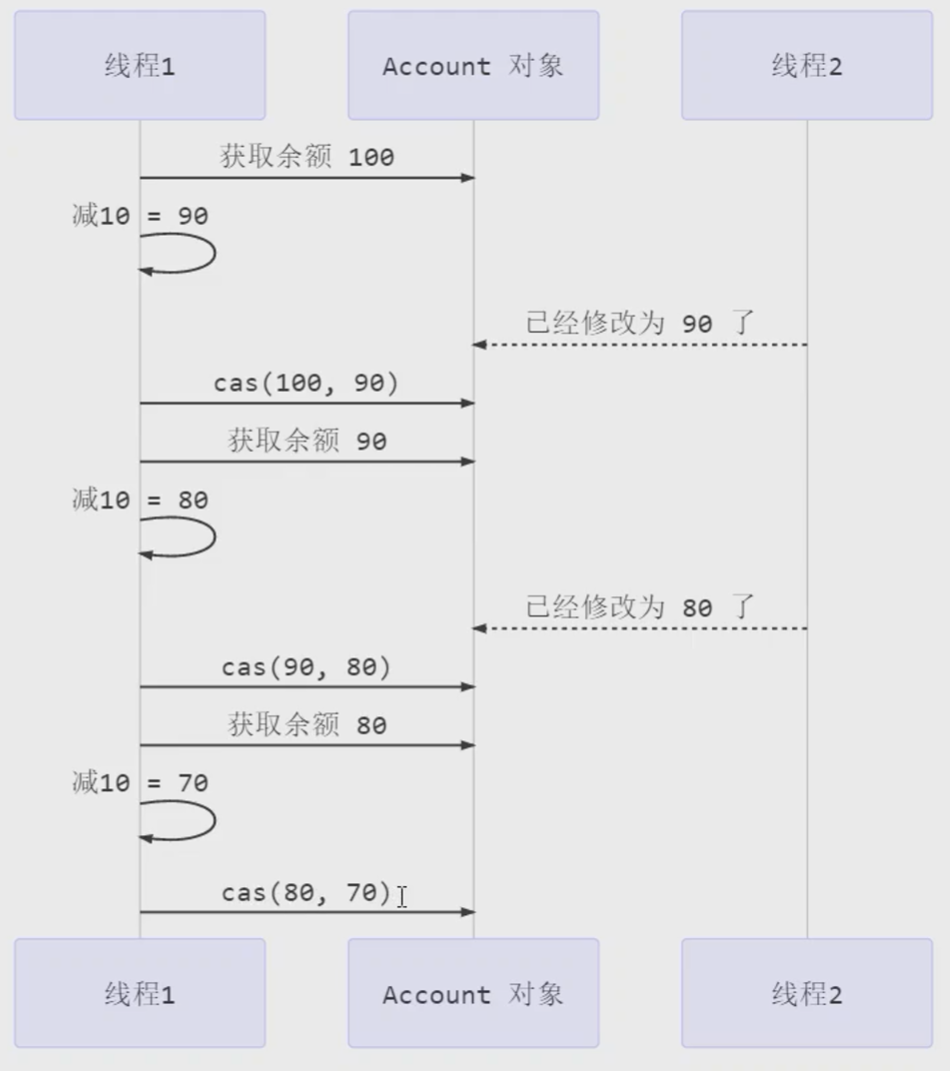 线程1
Account 对象
线程2
获取余额 100
减10 = 90
已经修改为 90 了
cas(100, 90)
获取余额 90
减10 = 80
已经修改为 80 了
cas(90, 80)
获取余额 80
减10 = 70
cas(80, 70)
线程1
Account 对象
线程2